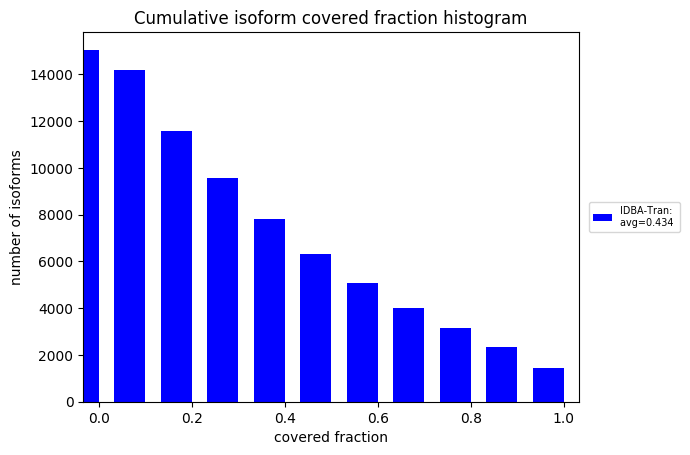 Cumulative isoform covered fraction histogram
number of isoforms
14000
12000
10000
8000
6000
4000
2000
0
0.0 0.2 0.4 0.6 0.8 1.0
covered fraction
IDBA-Tran:
avg=0.434